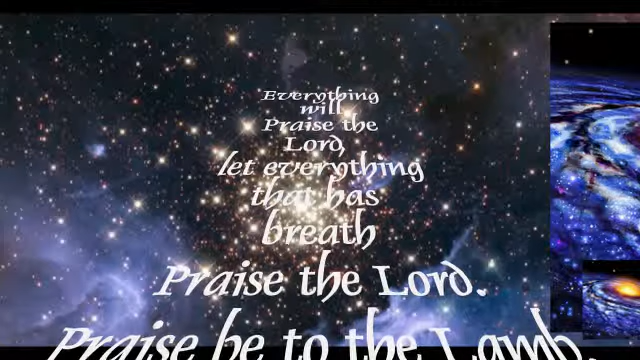 Everything
will
Praise the
Lord,
let everything
that has
breath
Praise the Lord.
Praise be to the Lamb